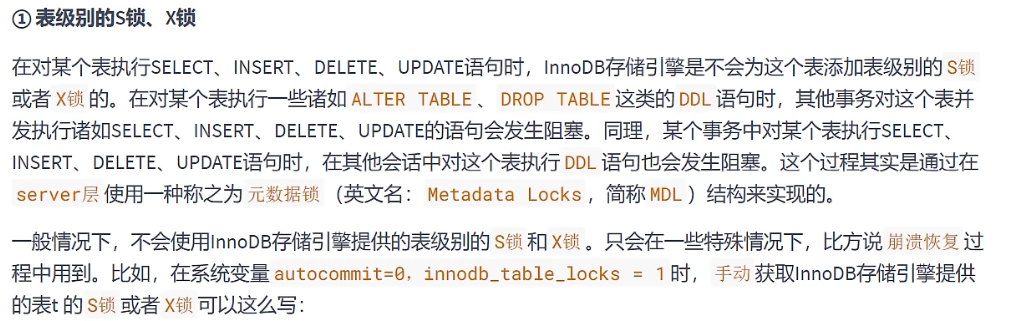 ① 表级别的S锁、X锁
在对某个表执行SELECT、INSERT、DELETE、UPDATE语句时，InnoDB存储引擎是不会为这个表添加表级别的 S锁
或者 X锁 的。在对某个表执行一些诸如 ALTER TABLE 、 DROP TABLE 这类的 DDL 语句时，其他事务对这个表并
发执行诸如SELECT、INSERT、DELETE、UPDATE的语句会发生阻塞。同理，某个事务中对某个表执行SELECT、
INSERT、DELETE、UPDATE语句时，在其他会话中对这个表执行 DDL 语句也会发生阻塞。这个过程其实是通过在
server层 使用一种称之为 元数据锁 （英文名： Metadata Locks ，简称 MDL ）结构来实现的。
一般情况下，不会使用InnoDB存储引擎提供的表级别的 S锁 和 X锁 。只会在一些特殊情况下，比方说 崩溃恢复 过
程中用到。比如，在系统变量 autocommit=0，innodb_table_locks = 1 时， 手动 获取InnoDB存储引擎提供
的表t 的 S锁 或者 X锁 可以这么写：